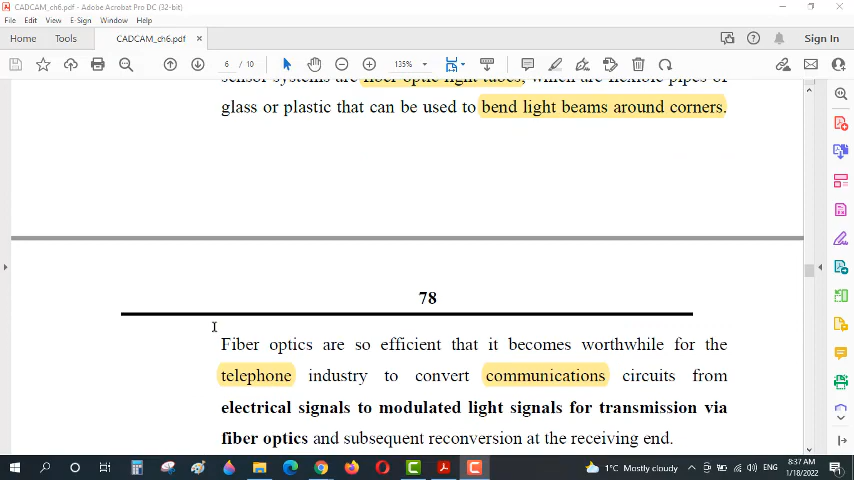 CADCAM_ch6.pdf - Adobe Acrobat Pro DC (32-bit)
File Edit View E-Sign Window Help
Home Tools CADCAM_ch6.pdf × Sign In
6 / 10 135%
sensor systems are fiber optic light tubes, which are flexible pipes of
glass or plastic that can be used to bend light beams around corners.
78
Fiber optics are so efficient that it becomes worthwhile for the
telephone industry to convert communications circuits from
electrical signals to modulated light signals for transmission via
fiber optics and subsequent reconversion at the receiving end.
1°C Mostly cloudy ENG 8:37 AM
1/18/2022